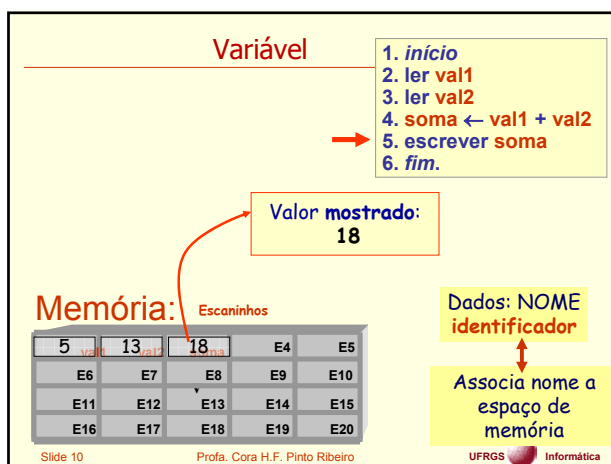 Variável
1. início
2. ler val1
3. ler val2
4. soma ← val1 + val2
5. escrever soma
6. fim.
Valor mostrado:
18
Memória: Escaninhos
5 val1 13 val2 18 soma E4 E5
E6 E7 E8 E9 E10
E11 E12 E13 E14 E15
E16 E17 E18 E19 E20
Dados: NOME
identificador
Associa nome a
espaço de
memória
Slide 10 Profa. Cora H.F. Pinto Ribeiro UFRGS Informática